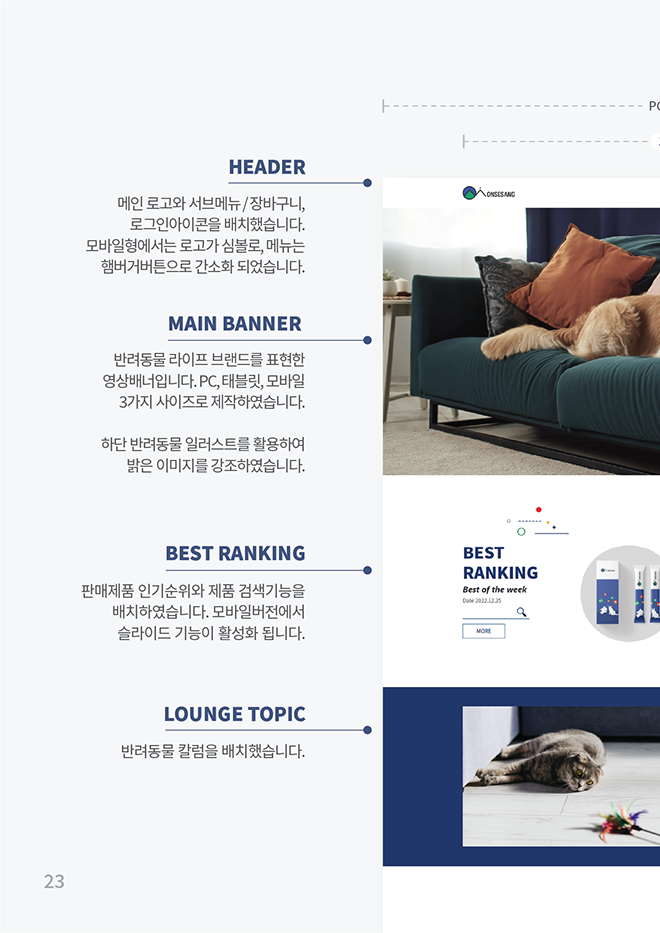 PC
HEADER
메인 로고와 서브메뉴 / 장바구니,
로그인아이콘을 배치했습니다.
모바일형에서는 로고가 심볼로, 메뉴는
햄버거버튼으로 간소화 되었습니다.
ONSESANG
MAIN BANNER
반려동물 라이프 브랜드를 표현한
영상배너입니다. PC, 태블릿, 모바일
3가지 사이즈로 제작하였습니다.
하단 반려동물 일러스트를 활용하여
밝은 이미지를 강조하였습니다.
BEST RANKING
판매제품 인기순위와 제품 검색기능을
배치하였습니다. 모바일버전에서
슬라이드 기능이 활성화 됩니다.
BEST
RANKING
Best of the week
Date 2022.12.25
MORE
LOUNGE TOPIC
반려동물 칼럼을 배치했습니다.
23